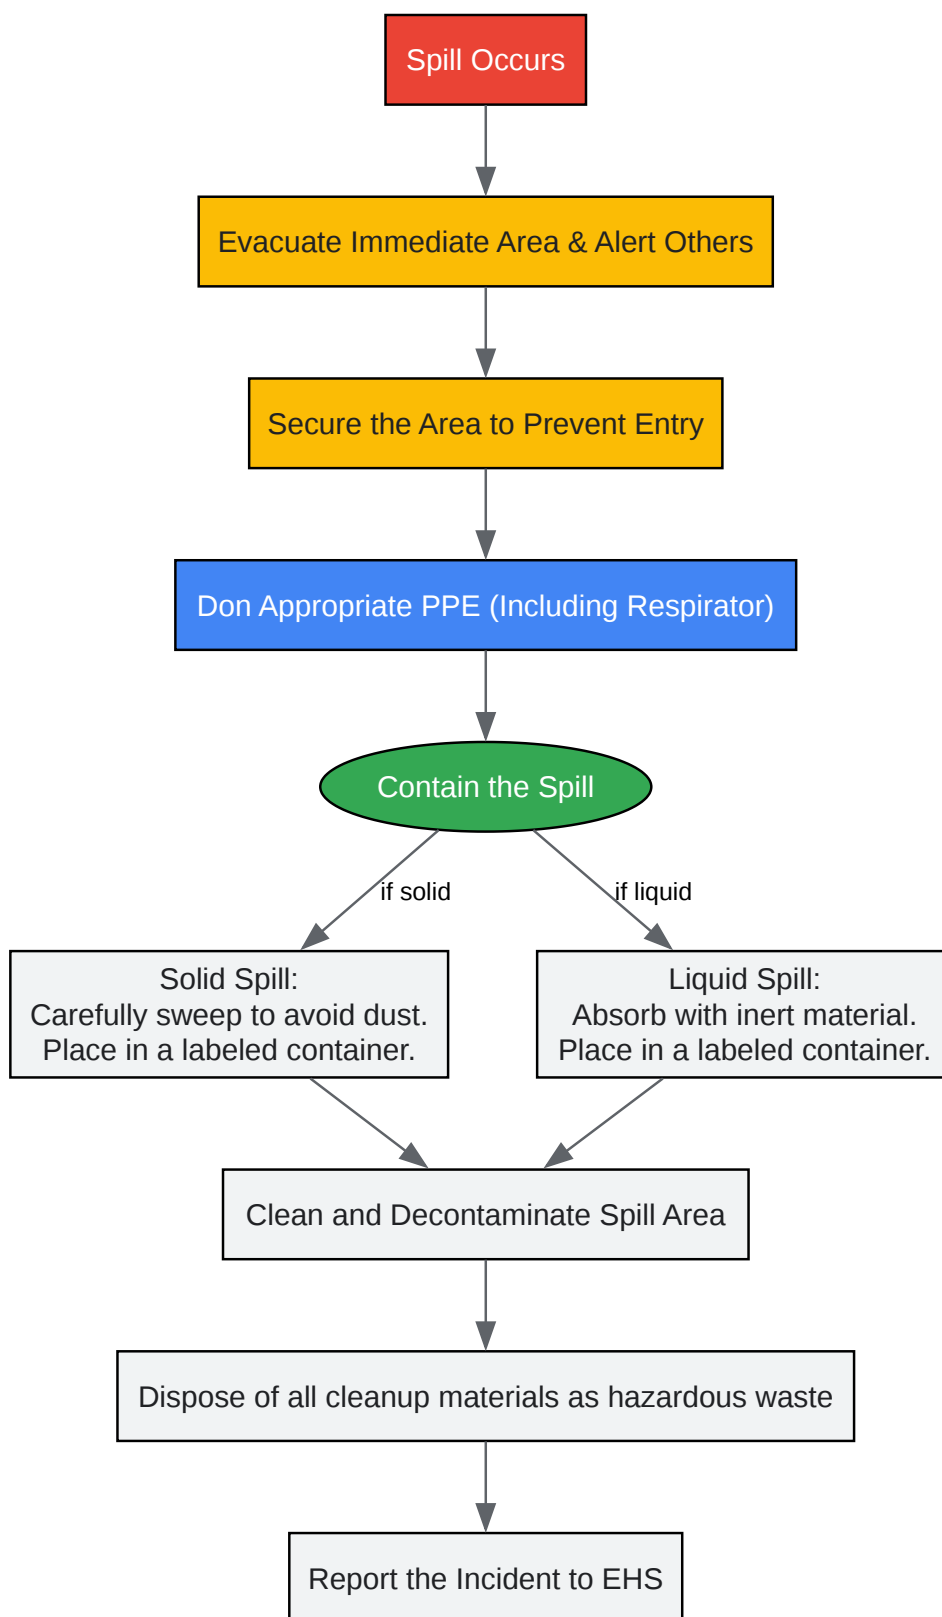 Spill Occurs
Evacuate Immediate Area & Alert Others
Secure the Area to Prevent Entry
Don Appropriate PPE (Including Respirator)
Contain the Spill
if solid
if liquid
Solid Spill:
Carefully sweep to avoid dust.
Place in a labeled container.
Liquid Spill:
Absorb with inert material.
Place in a labeled container.
Clean and Decontaminate Spill Area
Dispose of all cleanup materials as hazardous waste
Report the Incident to EHS